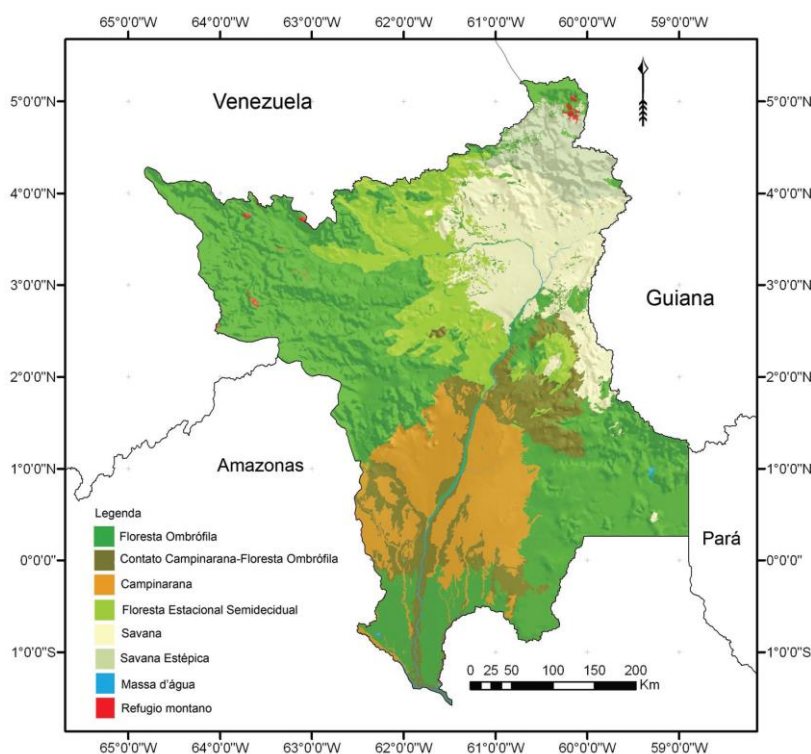 65°0'0"W 64°0'0"W 63°0'0"W 62°0'0"W 61°0'0"W 60°0'0"W 59°0'0"W
5°0'0"N
4°0'0"N
3°0'0"N
2°0'0"N
1°0'0"N
0°0'0"
1°0'0"S
Venezuela
Guiana
Amazonas
Pará
Legenda
Floresta Ombrófila
Contato Campinarana-Floresta Ombrófila
Campinarana
Floresta Estacional Semidecidual
Savana
Savana Estépica
Massa d'água
Refugio montano
0 25 50 100 150 200
Km
5°0'0"N
4°0'0"N
3°0'0"N
2°0'0"N
1°0'0"N
0°0'0"
1°0'0"S
65°0'0"W 64°0'0"W 63°0'0"W 62°0'0"W 61°0'0"W 60°0'0"W 59°0'0"W